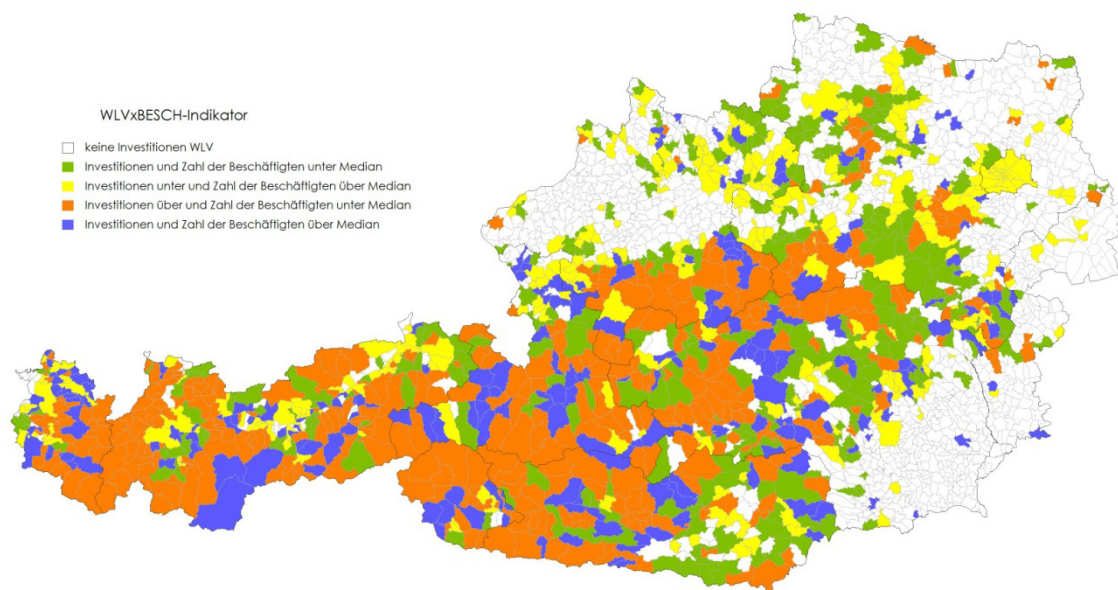 WLVxBESCH-Indikator
keine Investitionen WLV
Investitionen und Zahl der Beschäftigten unter Median
Investitionen unter und Zahl der Beschäftigten über Median
Investitionen über und Zahl der Beschäftigten unter Median
Investitionen und Zahl der Beschäftigten über Median